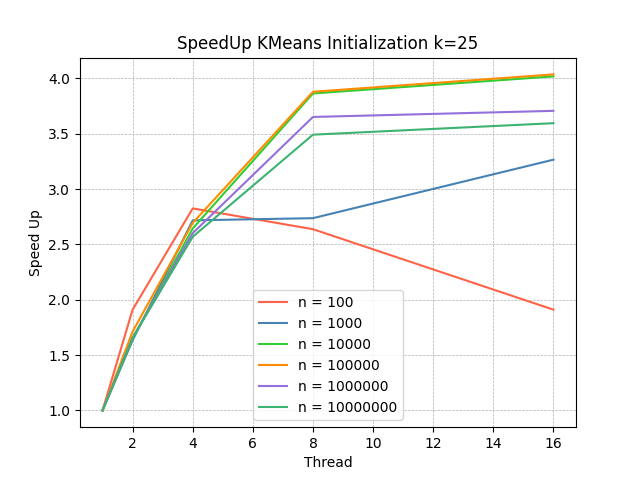 SpeedUp KMeans Initialization k=25
Speed Up
4.0
3.5
3.0
2.5
2.0
1.5
1.0
n = 100
n = 1000
n = 10000
n = 100000
n = 1000000
n = 10000000
2 4 6 8 10 12 14 16
Thread